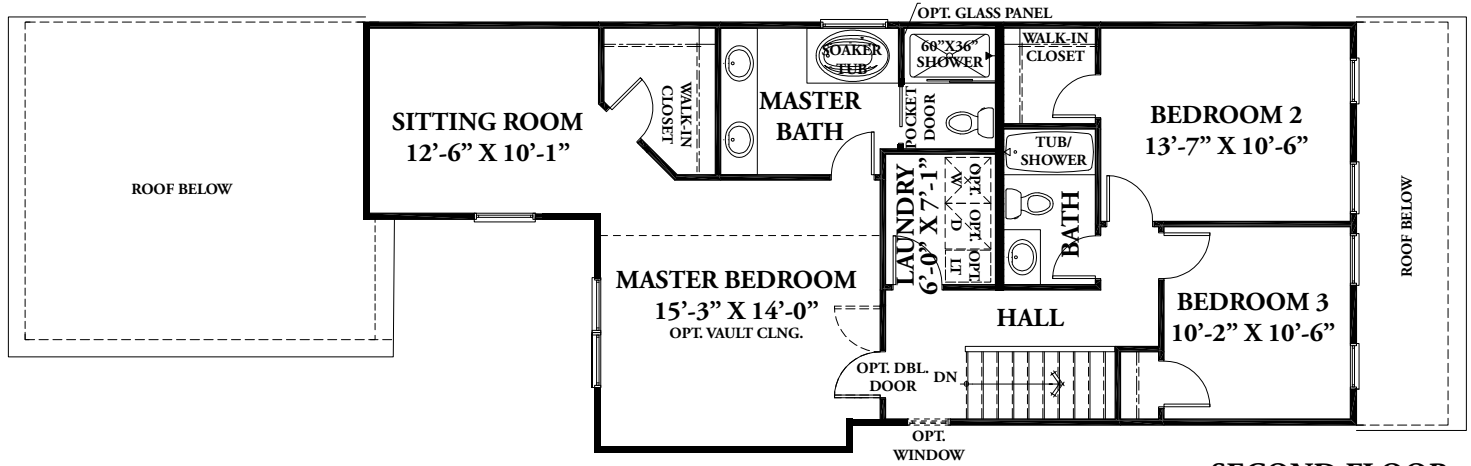 OPT. GLASS PANEL
SOAKER
TUB
60”X36”
SHOWER
WALK-IN
CLOSET
WALK-IN
CLOSET
MASTER
BATH
POCKET
DOOR
SITTING ROOM
12’-6” X 10’-1”
BEDROOM 2
13’-7” X 10’-6”
TUB/
SHOWER
ROOF BELOW
LAUNDRY
6’-0” X 7’-1”
OPT.
W
OPT.
D
OPT.
LT
BATH
ROOF BELOW
MASTER BEDROOM
15’-3” X 14’-0”
OPT. VAULT CLNG.
HALL
BEDROOM 3
10’-2” X 10’-6”
OPT. DBL.
DOOR
DN
OPT.
WINDOW
SECOND FLOOR